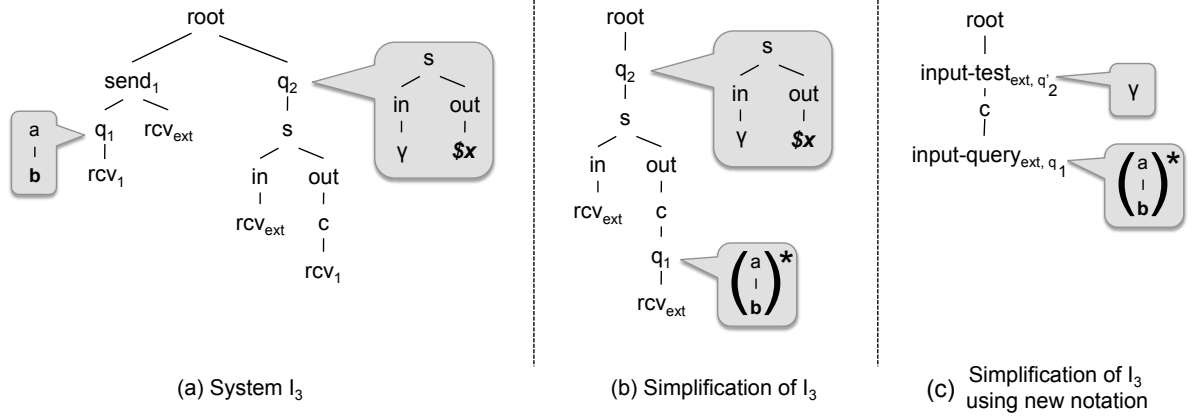 root
send₁
q₂
q₁
rcvₑₓₜ
rcv₁
a
b
s
in
out
rcvₑₓₜ
c
rcv₁
s
in
out
γ
$x
(a) System I₃
root
q₂
s
in
out
rcvₑₓₜ
c
q₁
rcvₑₓₜ
s
in
out
γ
$x
( a b )*
(b) Simplification of I₃
root
input-testₑₓₜ, q'₂
γ
c
input-queryₑₓₜ, q₁
( a b )*
(c) Simplification of I₃
using new notation